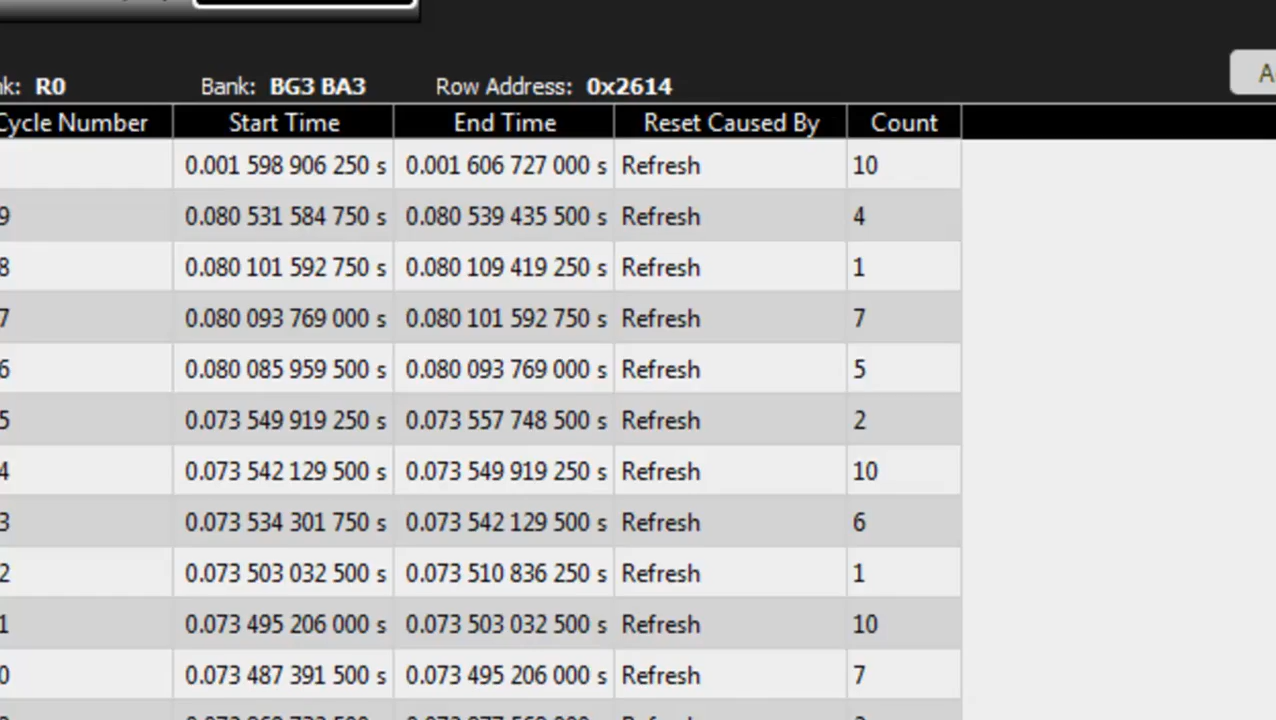 k: R0 Bank: BG3 BA3 Row Address: 0x2614 A
Cycle Number Start Time End Time Reset Caused By Count
0.001 598 906 250 s 0.001 606 727 000 s Refresh 10
9 0.080 531 584 750 s 0.080 539 435 500 s Refresh 4
8 0.080 101 592 750 s 0.080 109 419 250 s Refresh 1
7 0.080 093 769 000 s 0.080 101 592 750 s Refresh 7
6 0.080 085 959 500 s 0.080 093 769 000 s Refresh 5
5 0.073 549 919 250 s 0.073 557 748 500 s Refresh 2
4 0.073 542 129 500 s 0.073 549 919 250 s Refresh 10
3 0.073 534 301 750 s 0.073 542 129 500 s Refresh 6
2 0.073 503 032 500 s 0.073 510 836 250 s Refresh 1
1 0.073 495 206 000 s 0.073 503 032 500 s Refresh 10
0 0.073 487 391 500 s 0.073 495 206 000 s Refresh 7